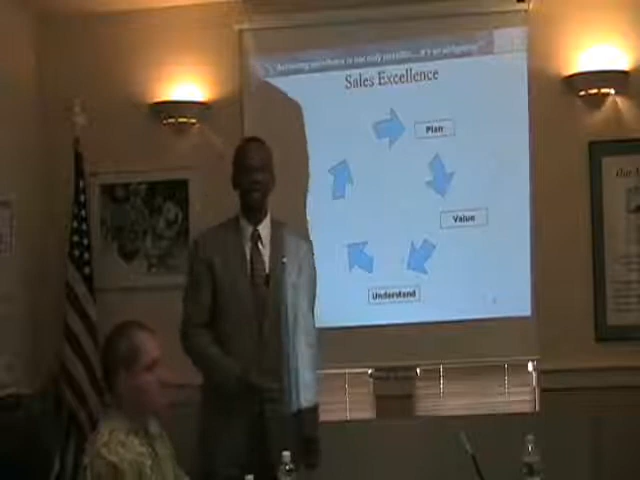 "Achieving excellence is not only possible... it's an obligation"
Sales Excellence
Plan
Value
Understand